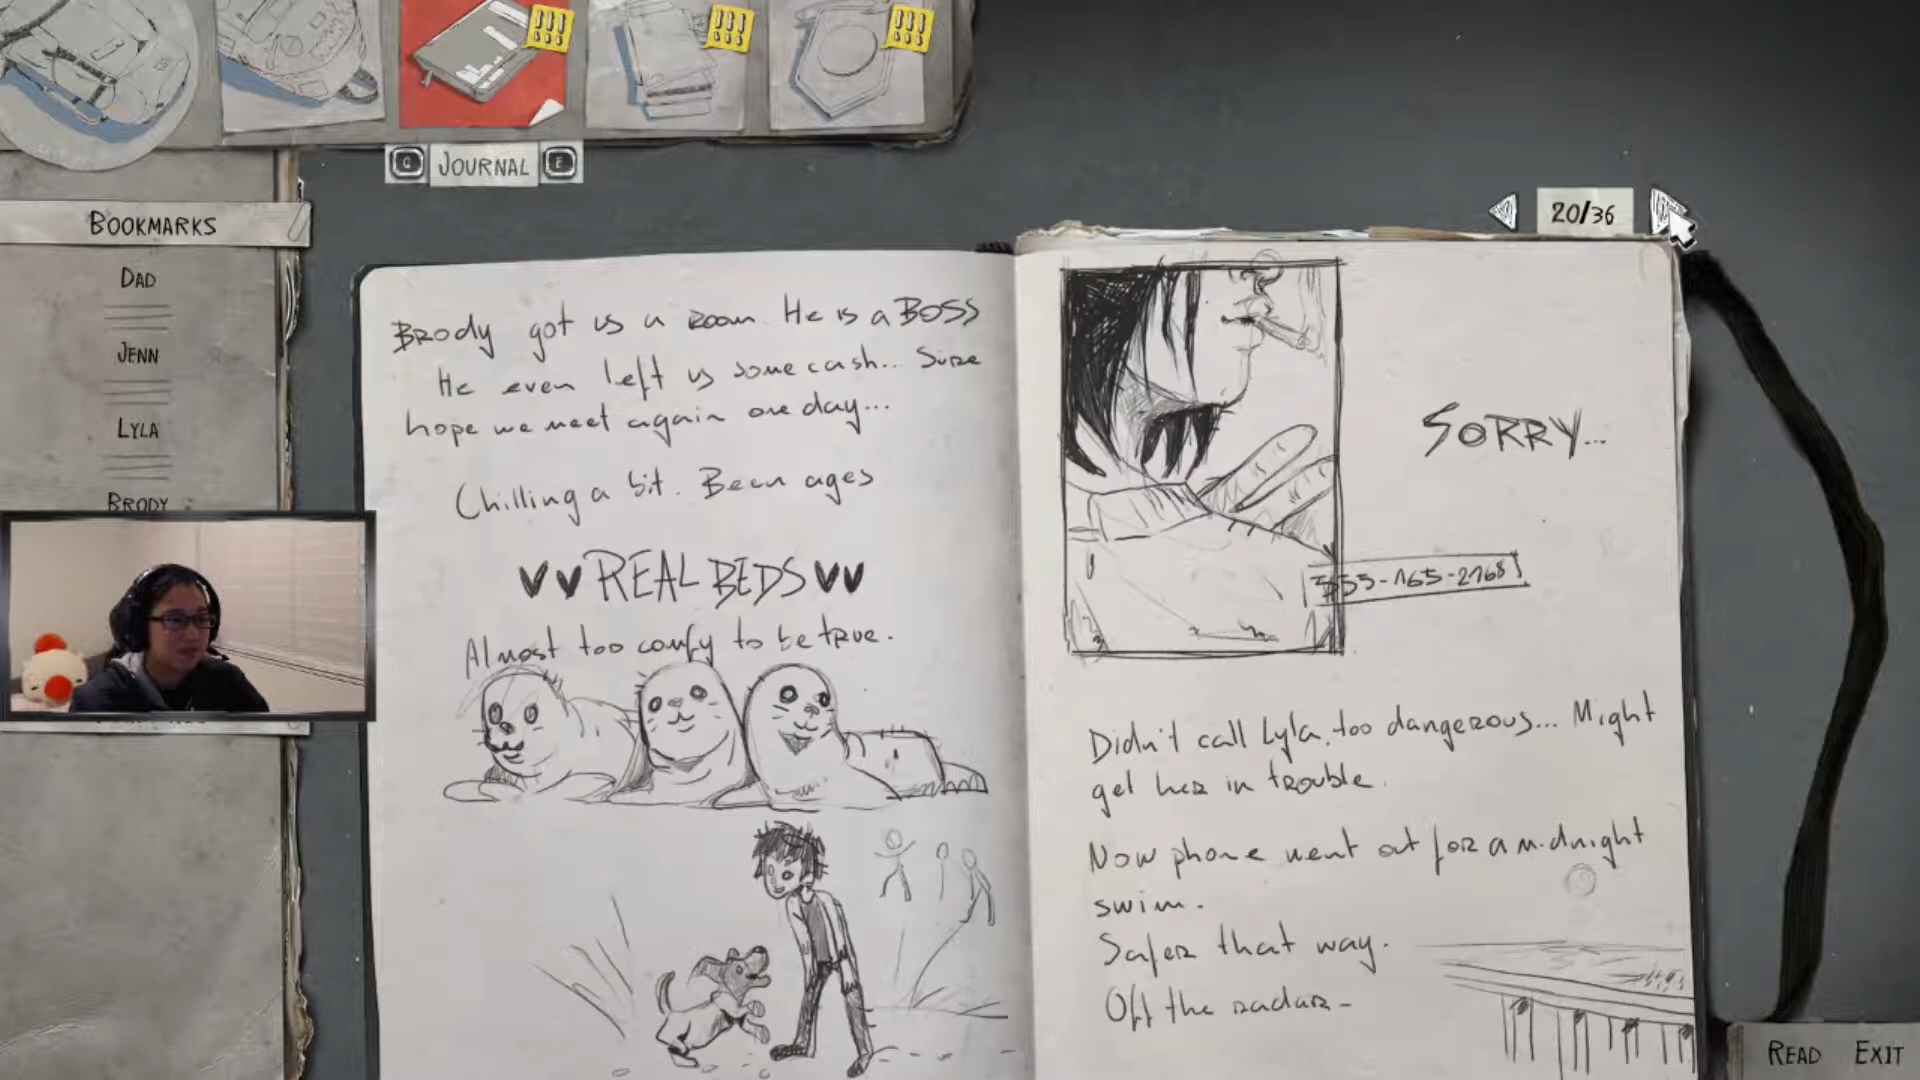 Q JOURNAL E
BOOKMARKS
DAD
JENN
LYLA
BRODY
20/36
BRODY got us a room. He is a BOSS
He even left us some cash... Sure
hope we meet again one day...
Chilling a bit. Been ages
REAL BEDS
Almost too comfy to be true.
SORRY...
555-165-2768
Didn't call Lyla, too dangerous... Might
get her in trouble.
Now phone went out for a midnight
swim.
Safer that way.
Off the radar-
READ EXIT